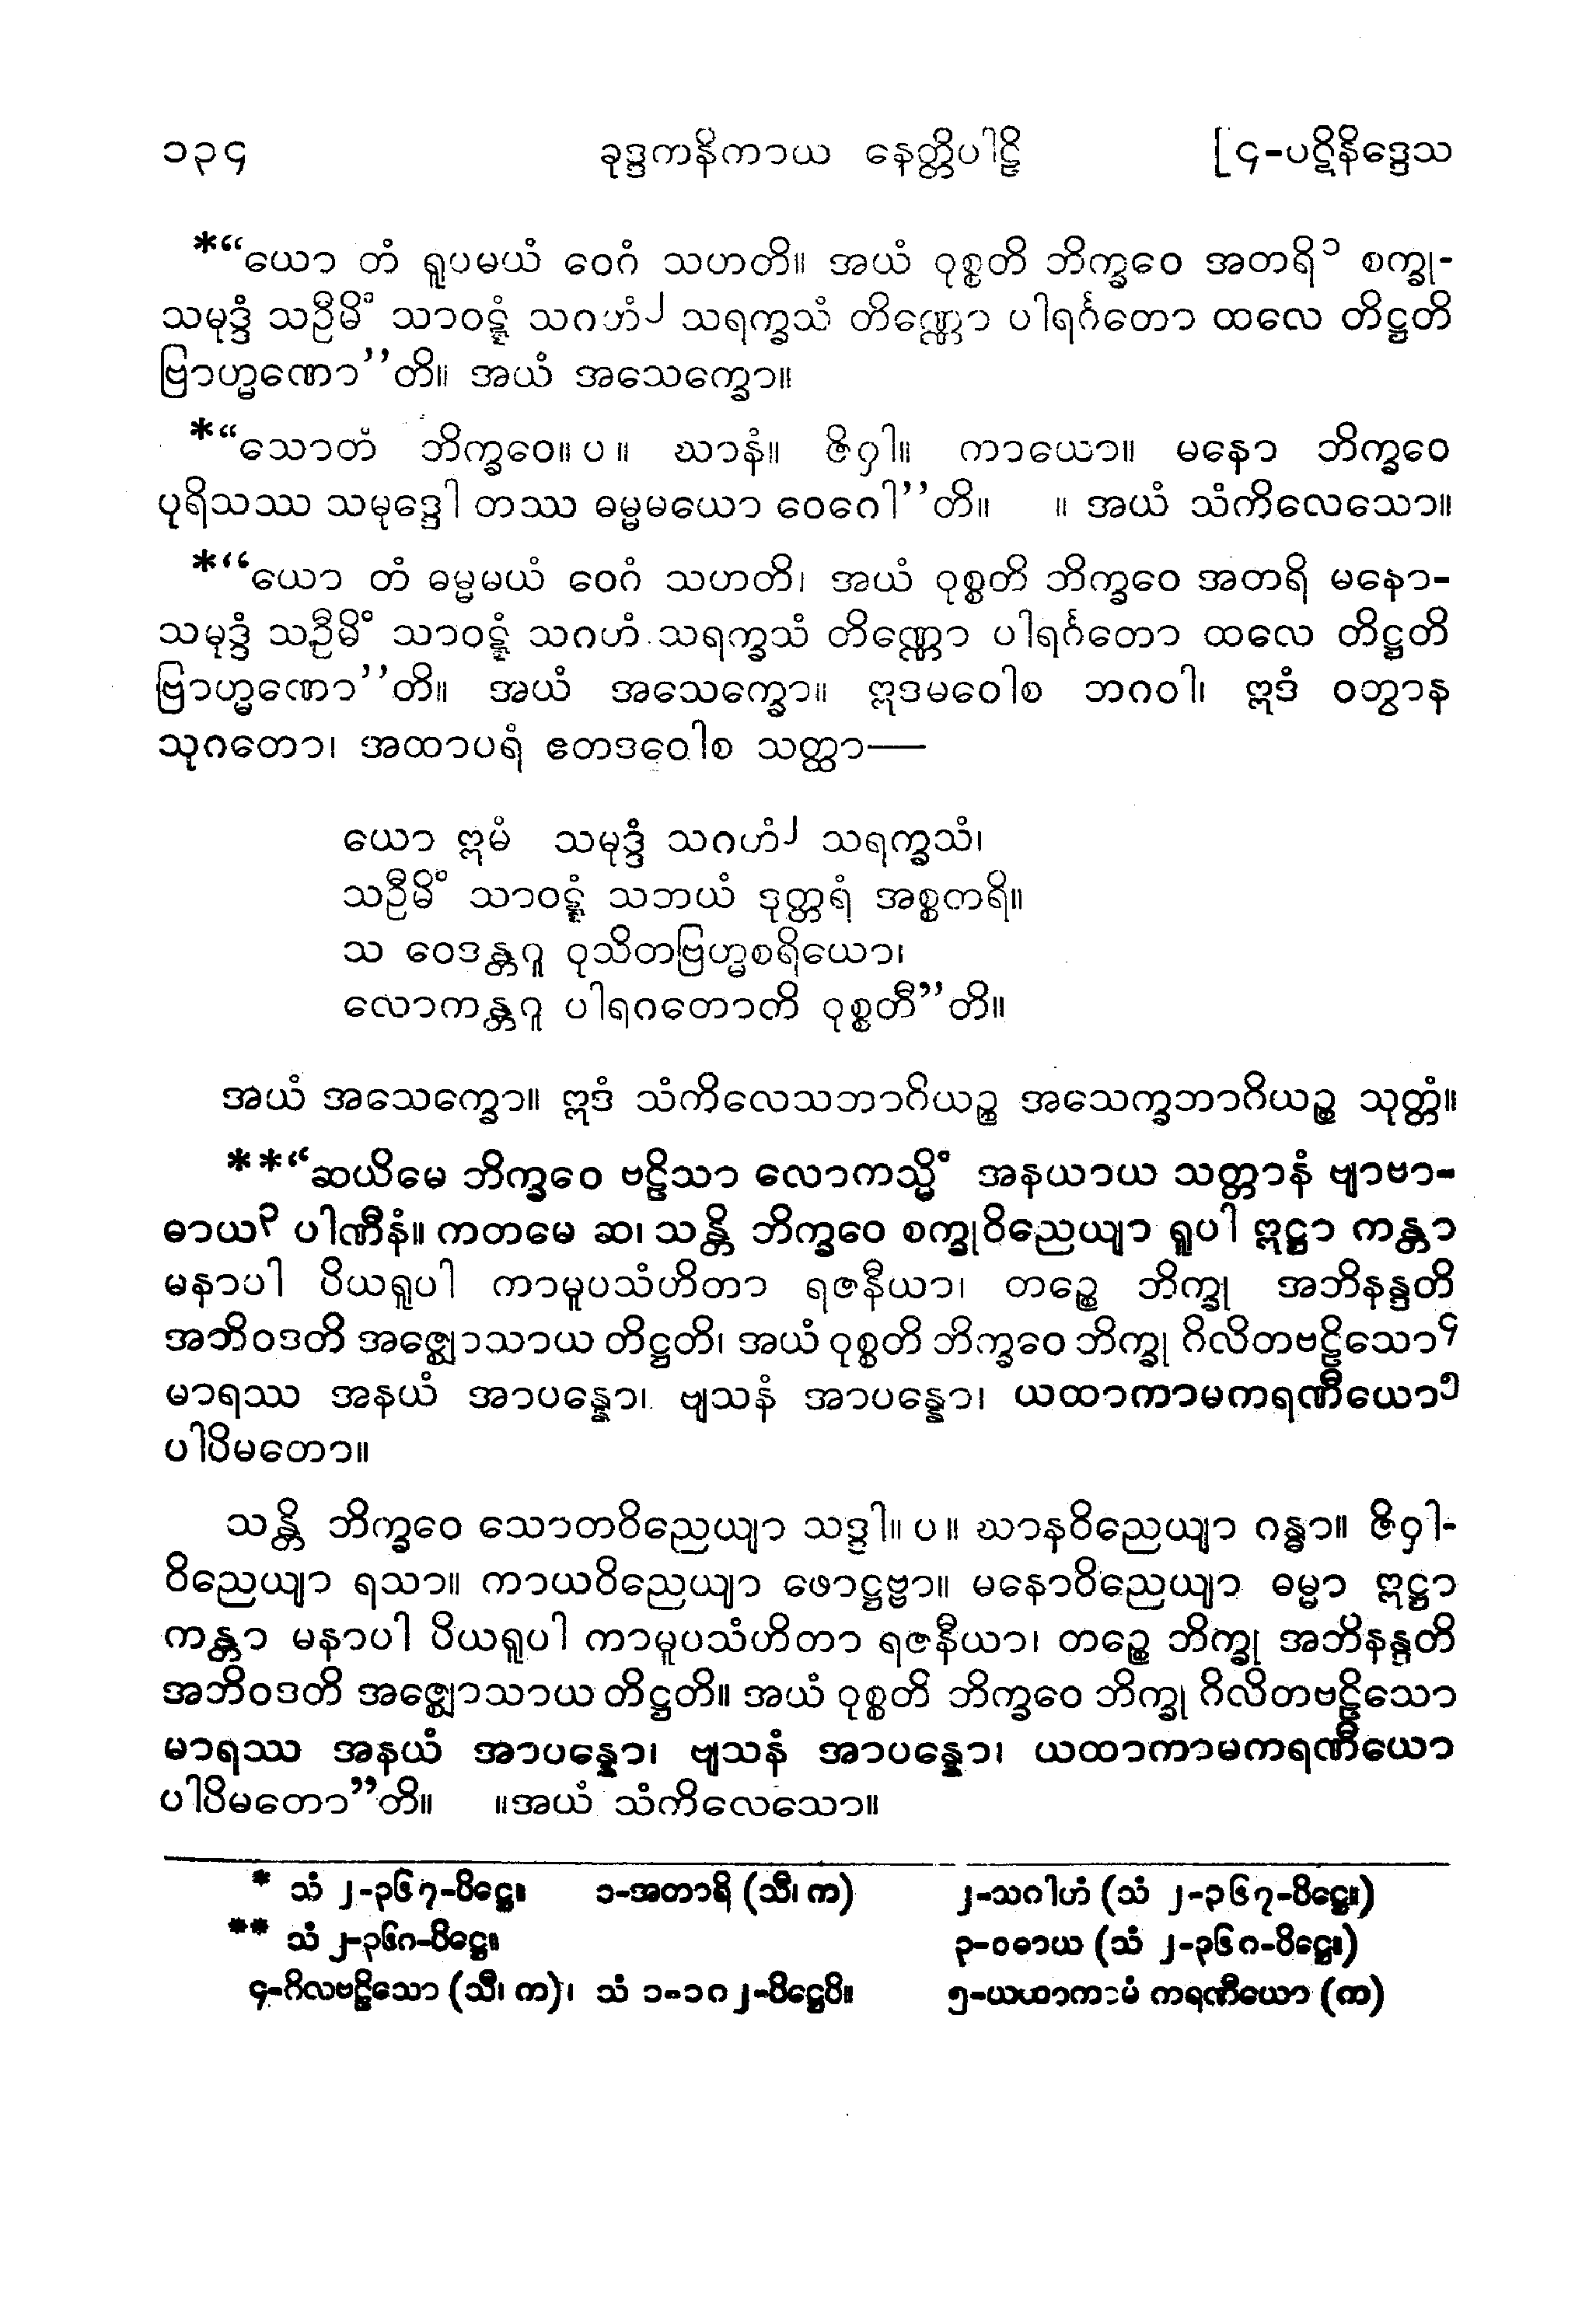 ၁၃၄ ခုဒ္ဒကနိကာယ နေတ္တိပါဠိ [၄-ပဋိနိဒ္ဒေသ
*“ယော တံ ရူပမယံ ဝေဂံ သဟတိ။ အယံ ဝုစ္စတိ ဘိက္ခဝေ အတရိ၁ စက္ခု-
သမုဒ္ဒံ သဦမိံ သာဝဋ္ဋံ သဂဟံ၂ သရက္ခသံ တိဏ္ဏော ပါရင်္ဂတော ထလေ တိဋ္ဌတိ
ဗြာဟ္မဏော’’တိ။ အယံ အသေက္ခော။
*“သောတံ ဘိက္ခဝေ။ ပ ။ ဃာနံ။ ဇိဝှါ။ ကာယော။ မနော ဘိက္ခဝေ
ပုရိသဿ သမုဒ္ဒေါ တဿ ဓမ္မမယော ဝေဂေါ’’တိ။ ။ အယံ သံကိလေသော။
*“ယော တံ ဓမ္မမယံ ဝေဂံ သဟတိ၊ အယံ ဝုစ္စတိ ဘိက္ခဝေ အတရိ မနော-
သမုဒ္ဒံ သဦမိံ သာဝဋ္ဋံ သဂဟံ သရက္ခသံ တိဏ္ဏော ပါရင်္ဂတော ထလေ တိဋ္ဌတိ
ဗြာဟ္မဏော’’တိ။ အယံ အသေက္ခော။ ဣဒမဝေါစ ဘဂဝါ၊ ဣဒံ ဝတွာန
သုဂတော၊ အထာပရံ ဧတဒဝေါစ သတ္ထာ—
ယော ဣမံ သမုဒ္ဒံ သဂဟံ၂ သရက္ခသံ၊
သဦမိံ သာဝဋ္ဋံ သဘယံ ဒုတ္တရံ အစ္စတရိ။
သ ဝေဒန္တဂူ ဝုသိတဗြဟ္မစရိယော၊
လောကန္တဂူ ပါရဂတောတိ ဝုစ္စတီ’’တိ။
အယံ အသေက္ခော။ ဣဒံ သံကိလေသဘာဂိယဉ္စ အသေက္ခဘာဂိယဉ္စ သုတ္တံ။
**“ဆယိမေ ဘိက္ခဝေ ဗဠိသာ လောကသ္မိံ အနယာယ သတ္တာနံ ဗျာဗာ-
ဓာယ၃ ပါဏီနံ။ ကတမေ ဆ၊ သန္တိ ဘိက္ခဝေ စက္ခုဝိညေယျာ ရူပါ ဣဋ္ဌာ ကန္တာ
မနာပါ ပိယရူပါ ကာမူပသံဟိတာ ရဇနီယာ၊ တဉ္စေ ဘိက္ခု အဘိနန္ဒတိ
အဘိဝဒတိ အဇ္ဈောသာယ တိဋ္ဌတိ၊ အယံ ဝုစ္စတိ ဘိက္ခဝေ ဘိက္ခု ဂိလိတဗဠိသော၄
မာရဿ အနယံ အာပန္နော၊ ဗျသနံ အာပန္နော၊ ယထာကာမကရဏီယော၅
ပါပိမတော။
သန္တိ ဘိက္ခဝေ သောတဝိညေယျာ သဒ္ဒါ။ ပ ။ ဃာနဝိညေယျာ ဂန္ဓာ။ ဇိဝှါ-
ဝိညေယျာ ရသာ။ ကာယဝိညေယျာ ဖောဋ္ဌဗ္ဗာ။ မနောဝိညေယျာ ဓမ္မာ ဣဋ္ဌာ
ကန္တာ မနာပါ ပိယရူပါ ကာမူပသံဟိတာ ရဇနီယာ၊ တဉ္စေ ဘိက္ခု အဘိနန္ဒတိ
အဘိဝဒတိ အဇ္ဈောသာယ တိဋ္ဌတိ။ အယံ ဝုစ္စတိ ဘိက္ခဝေ ဘိက္ခု ဂိလိတဗဠိသော
မာရဿ အနယံ အာပန္နော၊ ဗျသနံ အာပန္နော၊ ယထာကာမကရဏီယော
ပါပိမတော’’တိ။ ။အယံ သံကိလေသော။
* သံ ၂-၃၆၇-ပိဋ္ဌေ။ ၁-အတာရိ (သီ၊ က) ၂-သဂါဟံ (သံ ၂-၃၆၇-ပိဋ္ဌေ။)
** သံ ၂-၃၆၈-ပိဋ္ဌေ။ ၃-ဝဓာယ (သံ ၂-၃၆၈-ပိဋ္ဌေ။)
၄-ဂိလဗဠိသော (သီ၊ က)၊ သံ ၁-၁၈၂-ပိဋ္ဌေပိ။ ၅-ယထာကာမံ ကရဏီယော (က)